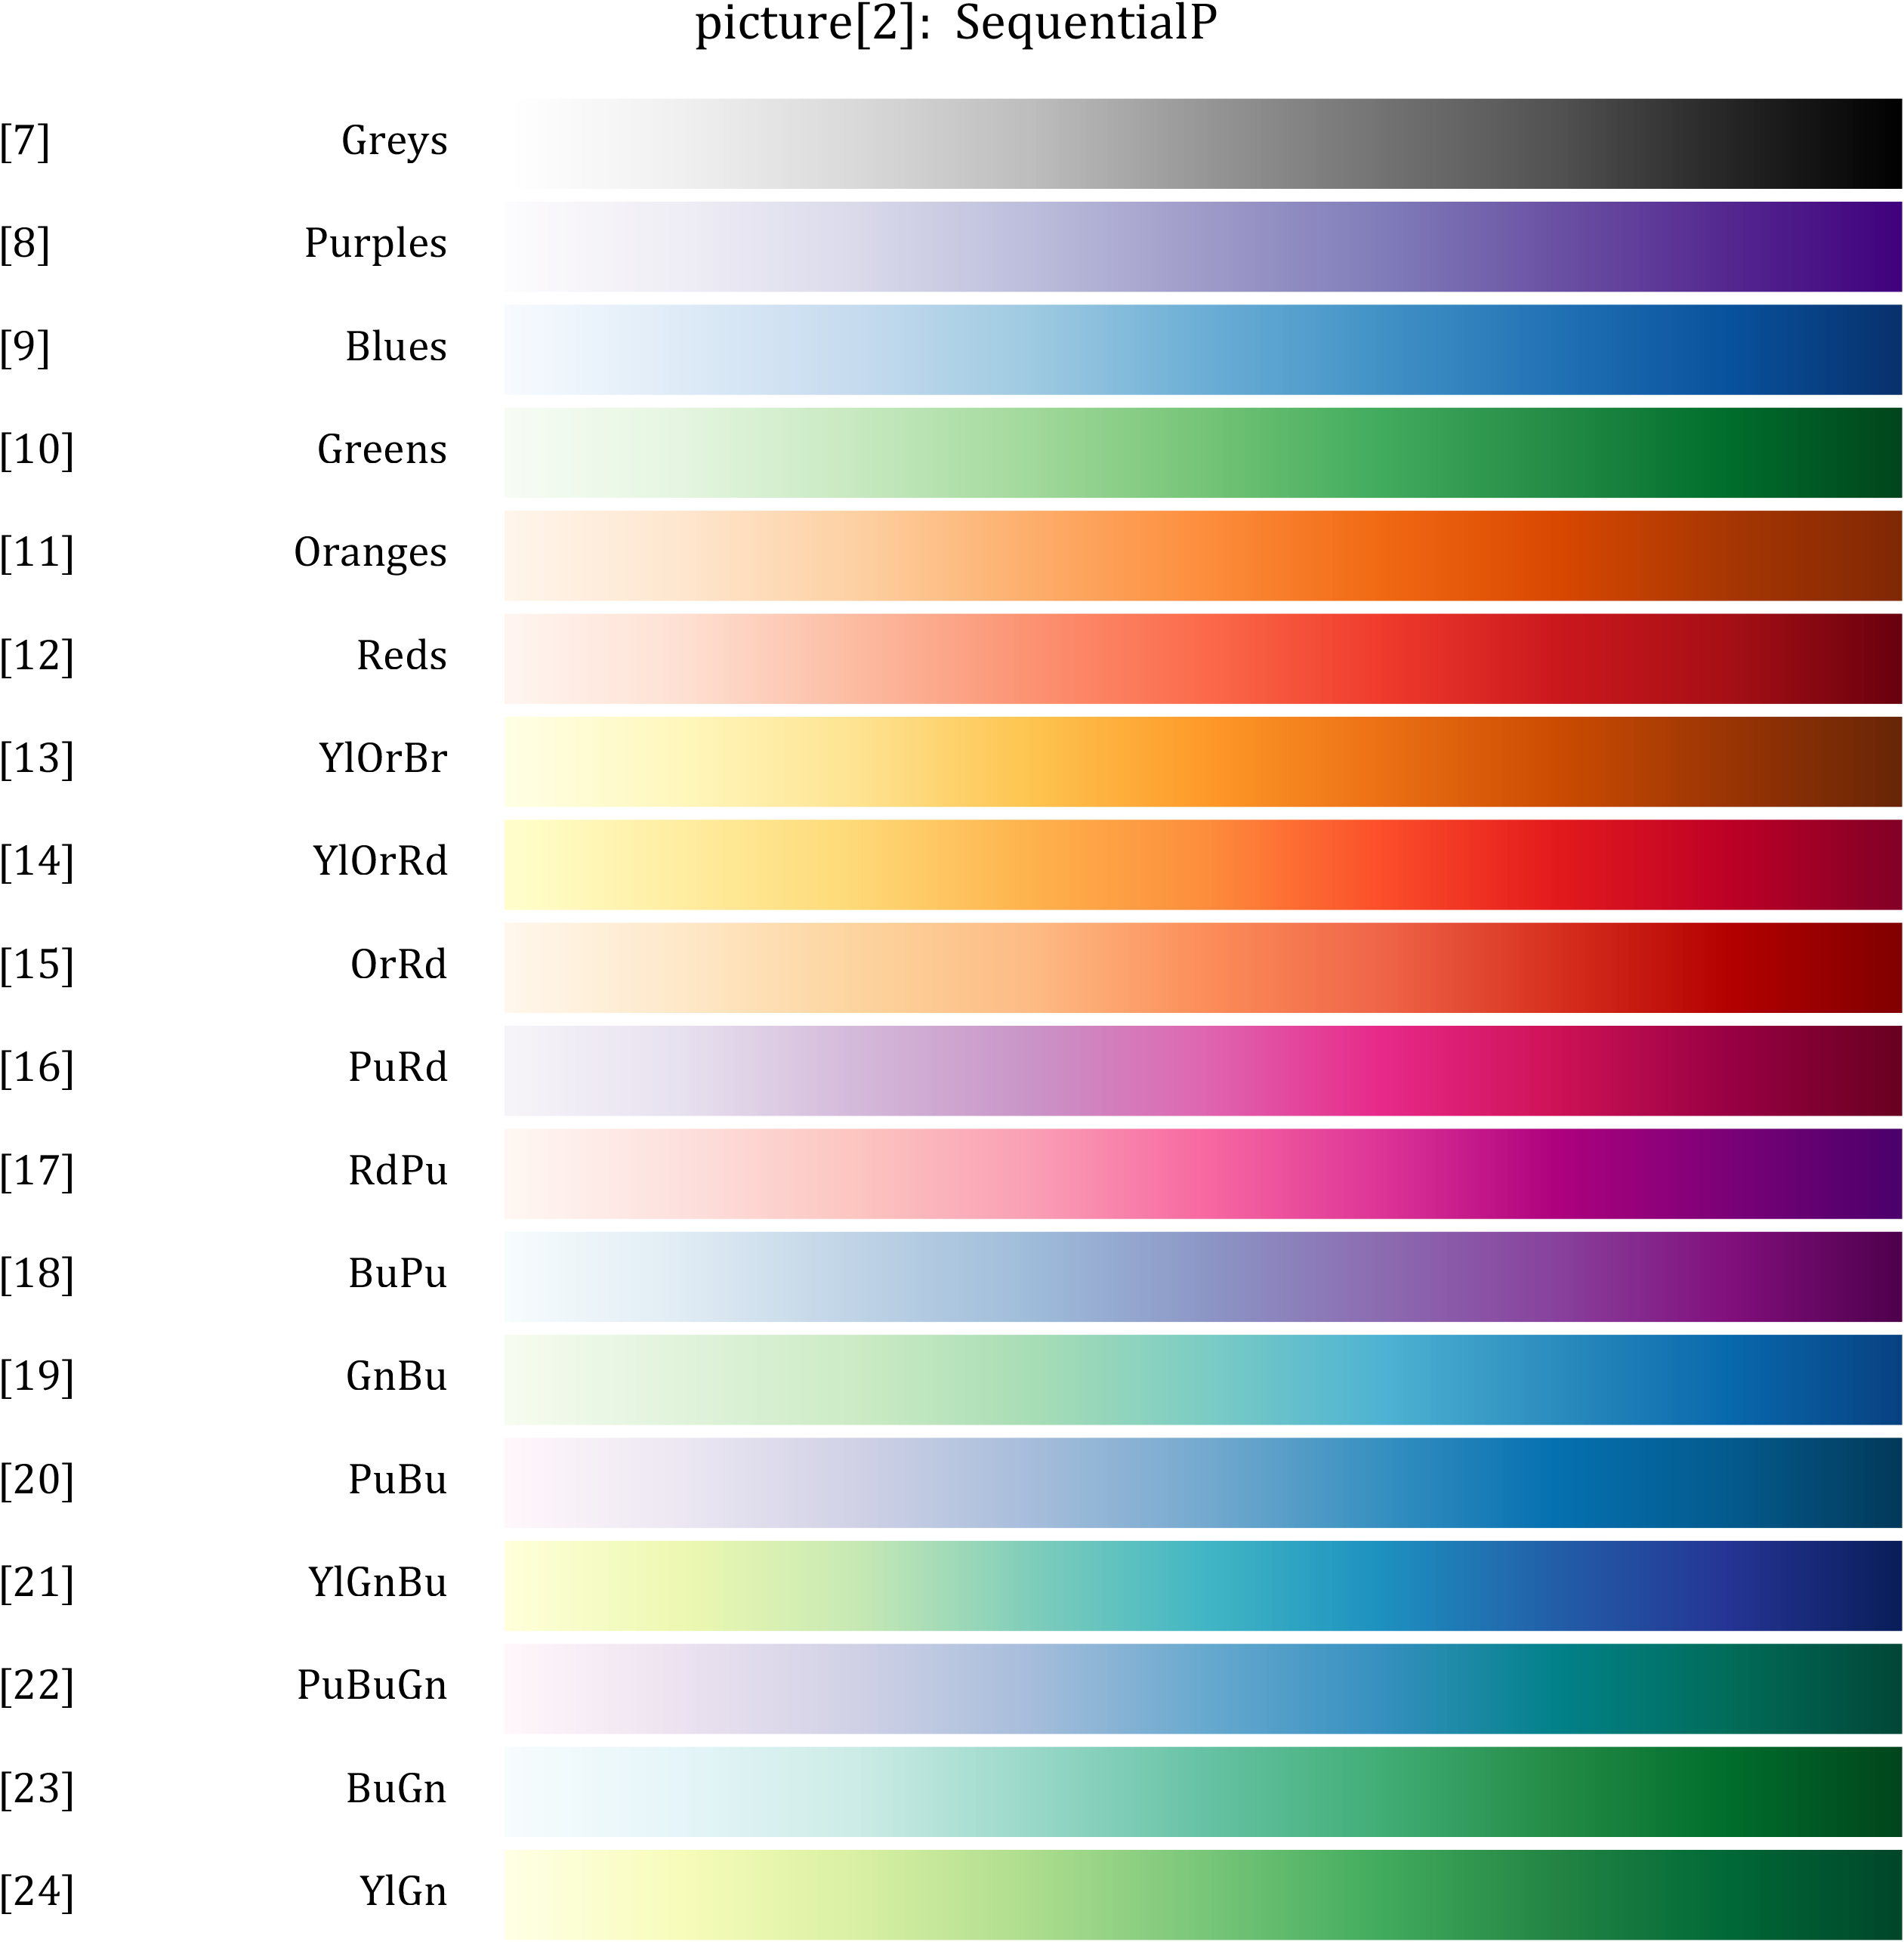 picture[2]: SequentialP
[7] Greys
[8] Purples
[9] Blues
[10] Greens
[11] Oranges
[12] Reds
[13] YlOrBr
[14] YlOrRd
[15] OrRd
[16] PuRd
[17] RdPu
[18] BuPu
[19] GnBu
[20] PuBu
[21] YlGnBu
[22] PuBuGn
[23] BuGn
[24] YlGn